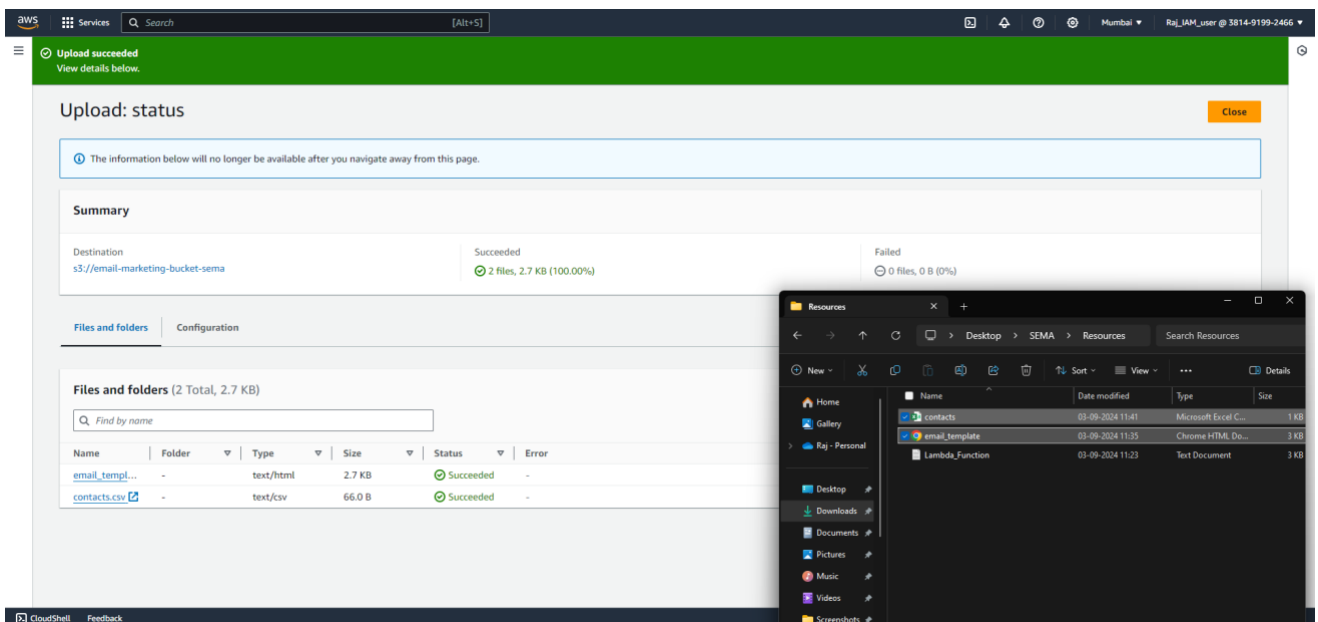 aws Services Search [Alt+S] Mumbai ▼ Raj_IAM_user @ 3814-9199-2466 ▼
Upload succeeded
View details below.
Upload: status
Close
The information below will no longer be available after you navigate away from this page.
Summary
Destination
s3://email-marketing-bucket-sema
Succeeded
2 files, 2.7 KB (100.00%)
Failed
0 files, 0 B (0%)
Files and folders Configuration
Files and folders (2 Total, 2.7 KB)
Find by name
Name Folder Type Size Status Error
email_templ... - text/html 2.7 KB Succeeded -
contacts.csv - text/csv 66.0 B Succeeded -
CloudShell Feedback
Resources
Desktop > SEMA > Resources Search Resources
New Sort View ... Details
Home
Gallery
Raj - Personal
Desktop
Downloads
Documents
Pictures
Music
Videos
Screenshots
Name Date modified Type Size
contacts 03-09-2024 11:41 Microsoft Excel C... 1 KB
email_template 03-09-2024 11:35 Chrome HTML Do... 3 KB
Lambda_Function 03-09-2024 11:23 Text Document 3 KB